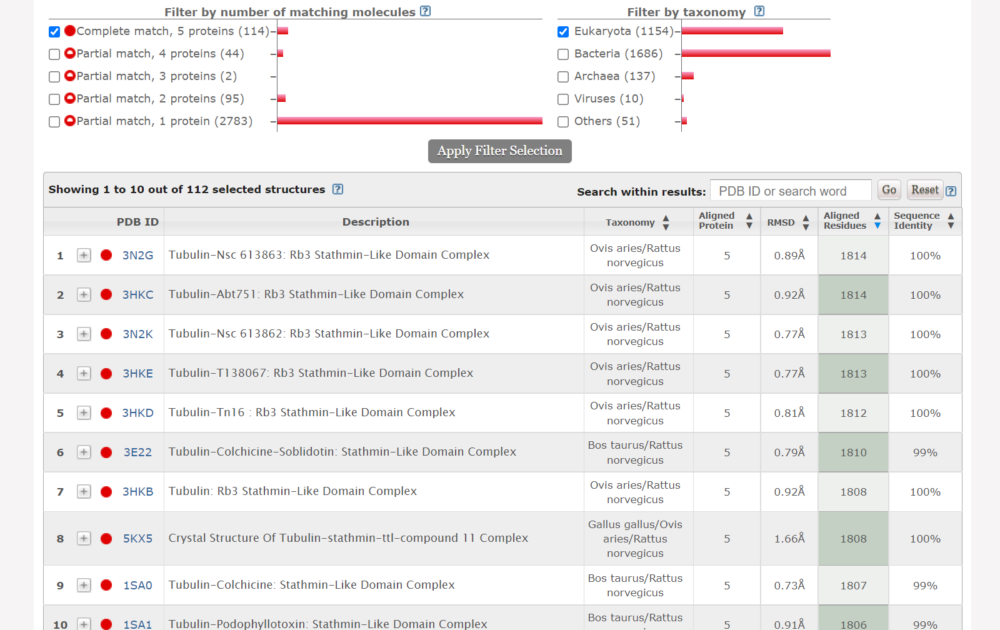 Filter by number of matching molecules ?
Filter by taxonomy ?
Complete match, 5 proteins (114)
Partial match, 4 proteins (44)
Partial match, 3 proteins (2)
Partial match, 2 proteins (95)
Partial match, 1 protein (2783)
Eukaryota (1154)
Bacteria (1686)
Archaea (137)
Viruses (10)
Others (51)
Apply Filter Selection
Showing 1 to 10 out of 112 selected structures ?
Search within results: PDB ID or search word Go Reset ?
PDB ID Description Taxonomy Aligned Protein RMSD Aligned Residues Sequence Identity
1 + 3N2G Tubulin-Nsc 613863: Rb3 Stathmin-Like Domain Complex Ovis aries/Rattus norvegicus 5 0.89Å 1814 100%
2 + 3HKC Tubulin-Abt751: Rb3 Stathmin-Like Domain Complex Ovis aries/Rattus norvegicus 5 0.92Å 1814 100%
3 + 3N2K Tubulin-Nsc 613862: Rb3 Stathmin-Like Domain Complex Ovis aries/Rattus norvegicus 5 0.77Å 1813 100%
4 + 3HKE Tubulin-T138067: Rb3 Stathmin-Like Domain Complex Ovis aries/Rattus norvegicus 5 0.77Å 1813 100%
5 + 3HKD Tubulin-Tn16 : Rb3 Stathmin-Like Domain Complex Ovis aries/Rattus norvegicus 5 0.81Å 1812 100%
6 + 3E22 Tubulin-Colchicine-Soblidotin: Stathmin-Like Domain Complex Bos taurus/Rattus norvegicus 5 0.79Å 1810 99%
7 + 3HKB Tubulin: Rb3 Stathmin-Like Domain Complex Ovis aries/Rattus norvegicus 5 0.92Å 1808 100%
8 + 5KX5 Crystal Structure Of Tubulin-stathmin-ttl-compound 11 Complex Gallus gallus/Ovis aries/Rattus norvegicus 5 1.66Å 1808 100%
9 + 1SA0 Tubulin-Colchicine: Stathmin-Like Domain Complex Bos taurus/Rattus norvegicus 5 0.73Å 1807 99%
10 + 1SA1 Tubulin-Podophyllotoxin: Stathmin-Like Domain Complex Bos taurus/Rattus 5 0.91Å 1806 99%